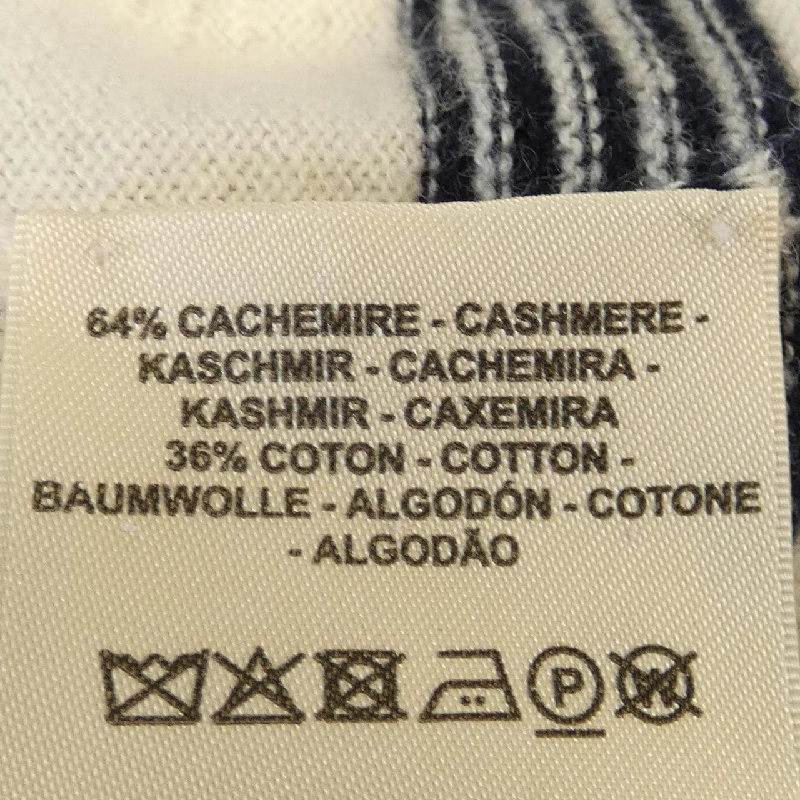 64% CACHEMIRE - CASHMERE -
KASCHMIR - CACHEMIRA -
KASHMIR - CAXEMIRA
36% COTON - COTTON -
BAUMWOLLE - ALGODÓN - COTONE
- ALGODÃO
P W